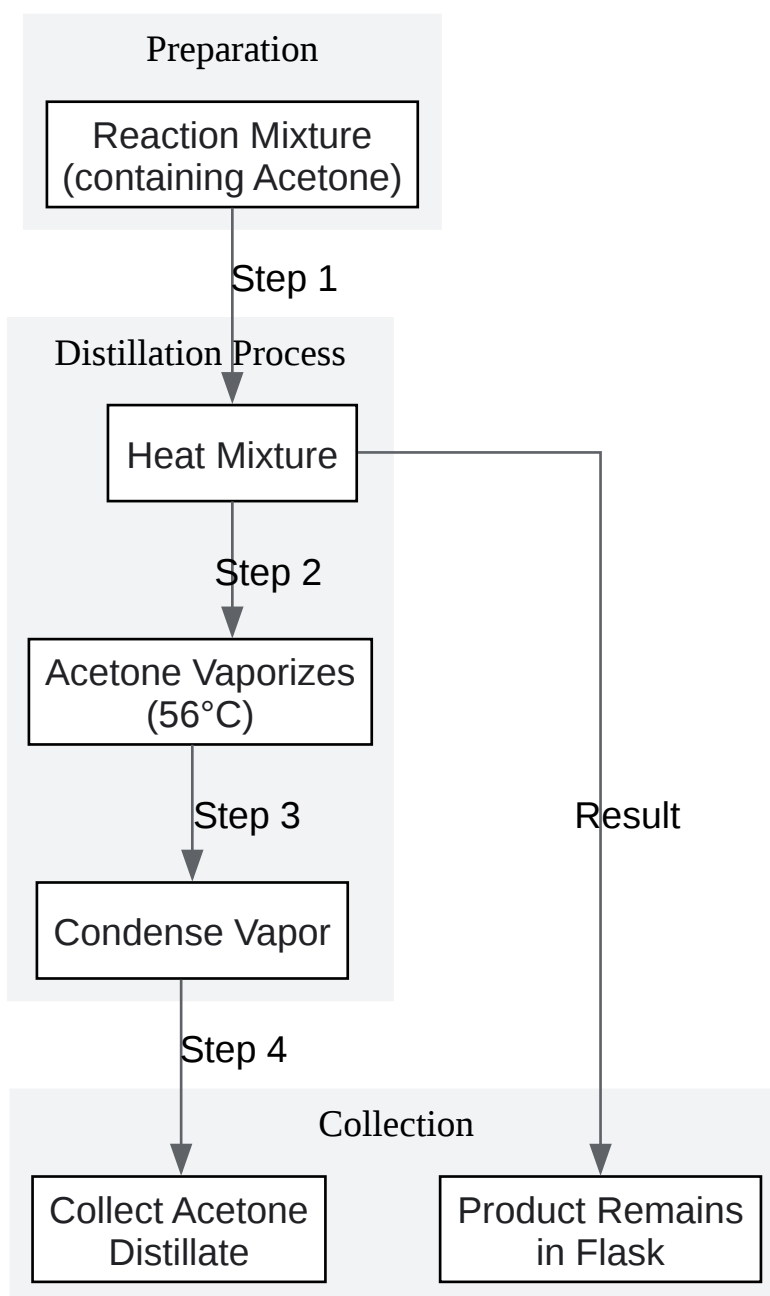 Preparation
Reaction Mixture
(containing Acetone)
Step 1
Distillation Process
Heat Mixture
Step 2
Acetone Vaporizes
(56°C)
Step 3
Result
Condense Vapor
Step 4
Collection
Collect Acetone
Distillate
Product Remains
in Flask